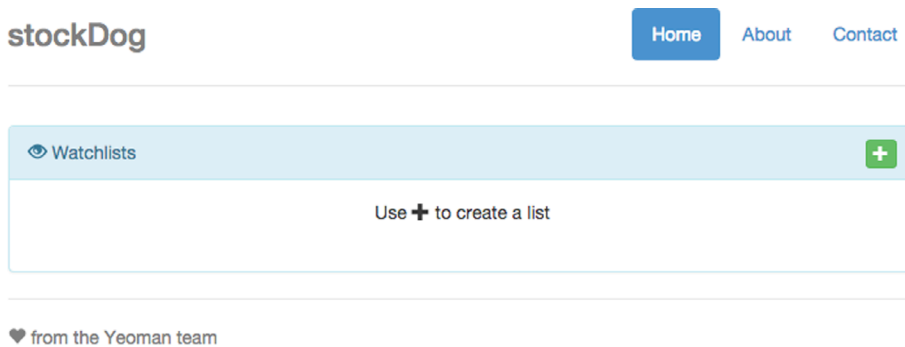 stockDog Home About Contact
Watchlists
Use + to create a list
♥ from the Yeoman team